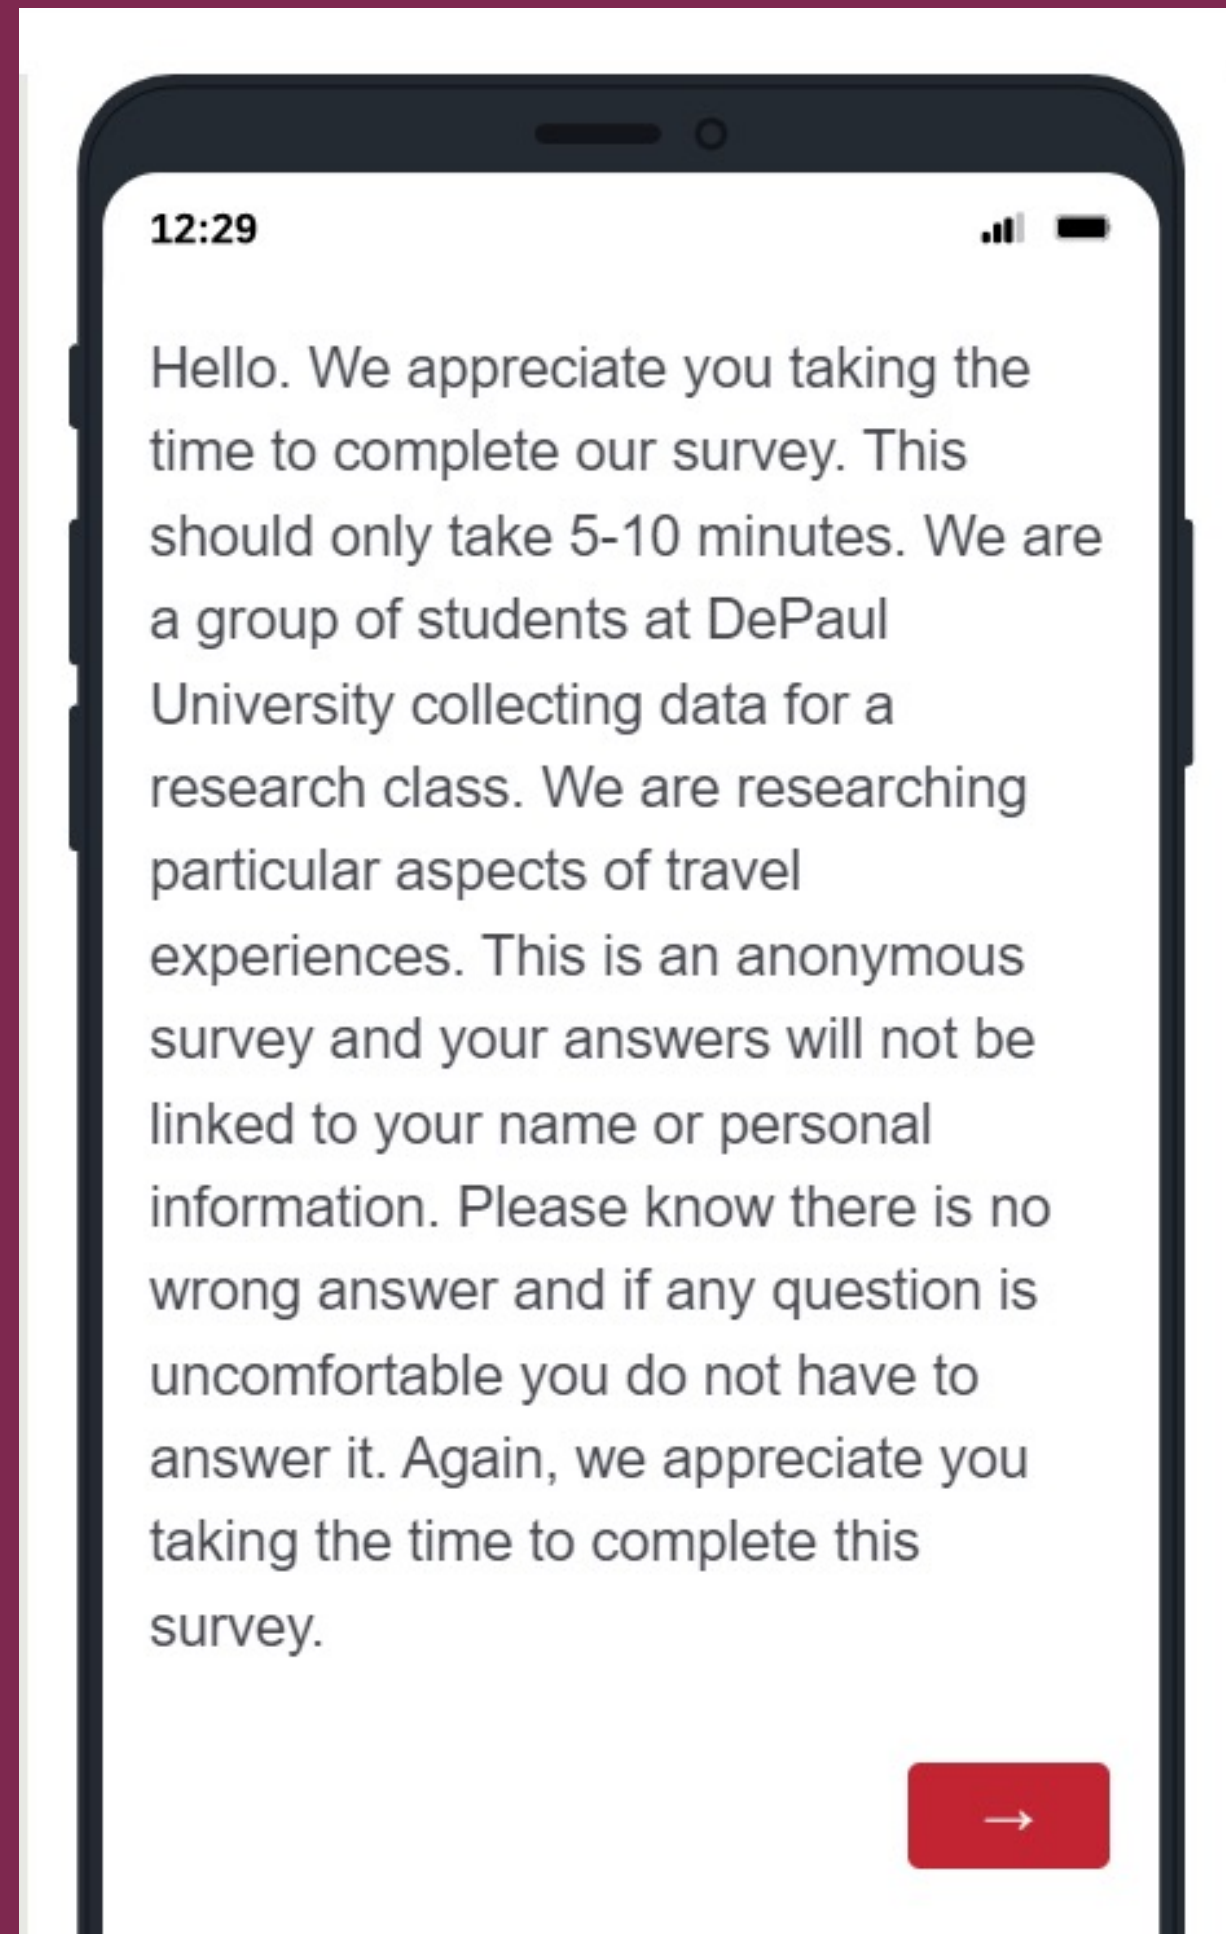 12:29
Hello. We appreciate you taking the
time to complete our survey. This
should only take 5-10 minutes. We are
a group of students at DePaul
University collecting data for a
research class. We are researching
particular aspects of travel
experiences. This is an anonymous
survey and your answers will not be
linked to your name or personal
information. Please know there is no
wrong answer and if any question is
uncomfortable you do not have to
answer it. Again, we appreciate you
taking the time to complete this
survey.
→